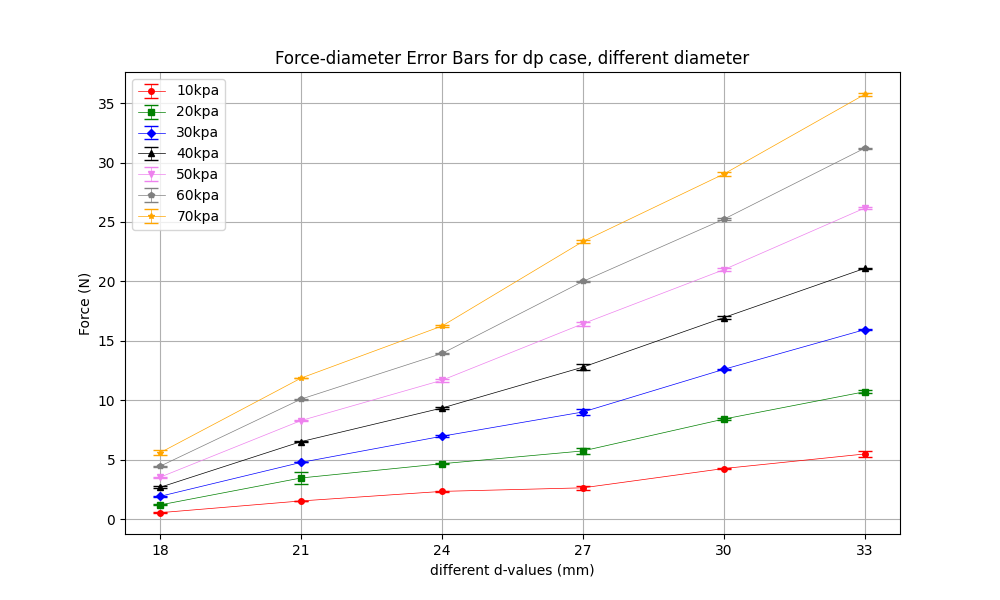 Force-diameter Error Bars for dp case, different diameter
10kpa
20kpa
30kpa
40kpa
50kpa
60kpa
70kpa
35
30
25
20
15
10
5
0
Force (N)
18 21 24 27 30 33
different d-values (mm)